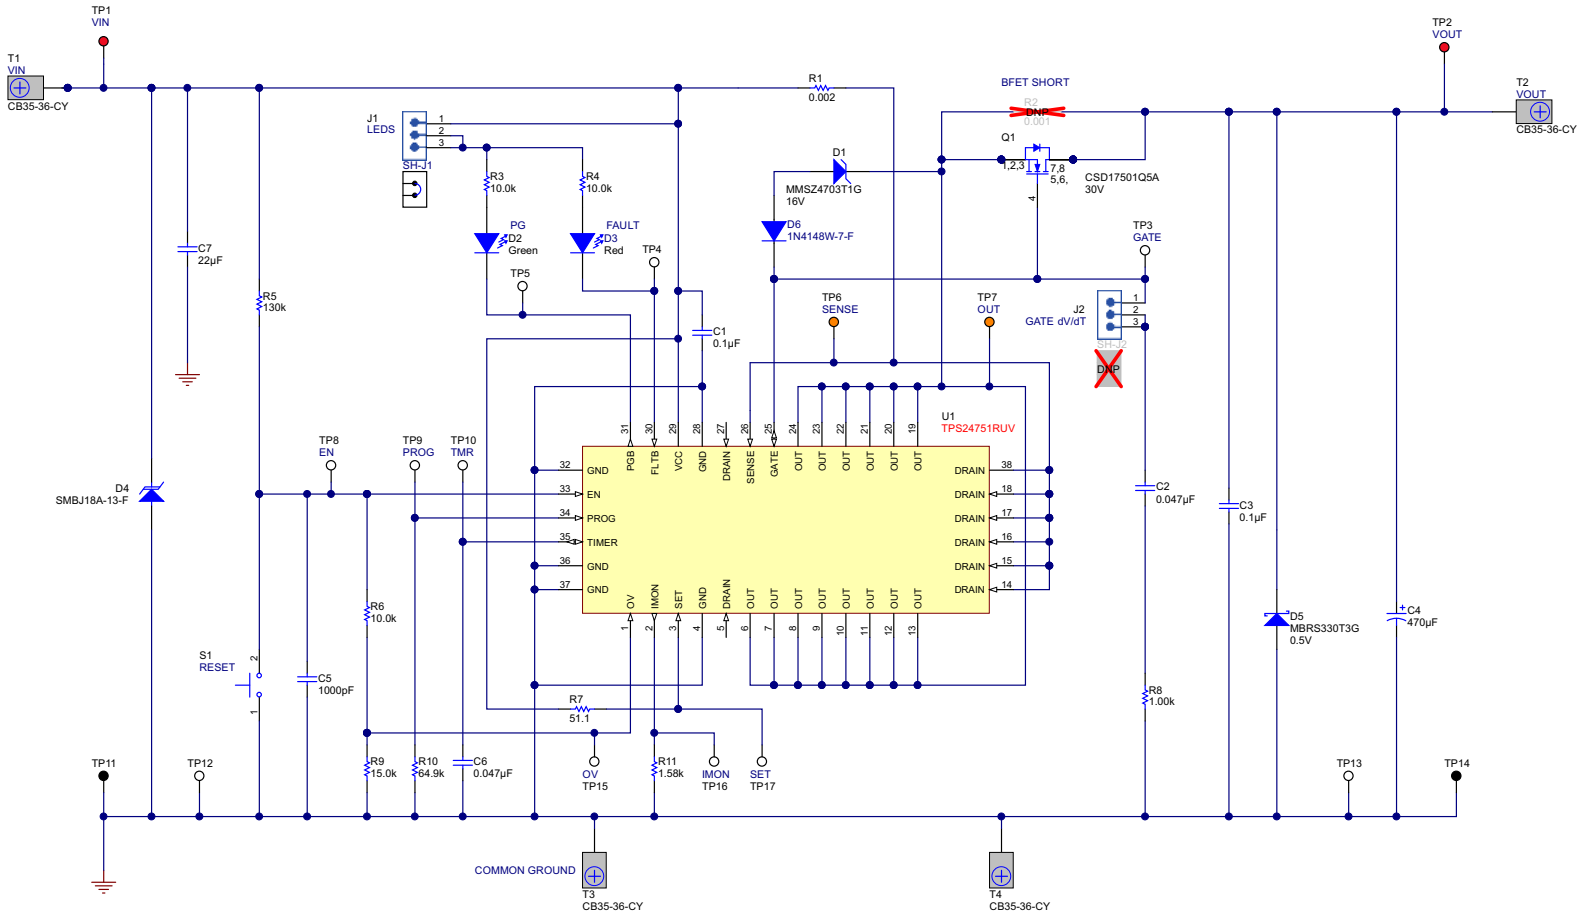 TP1
VIN
TP2
VOUT
T1
VIN
CB35-36-CY
R1
0.002
BFET SHORT
R2
DNP
0.001
T2
VOUT
CB35-36-CY
J1
LEDS
1
2
3
SH-J1
Q1
1,2,3
7,8
5,6,
4
CSD17501Q5A
30V
D1
MMSZ4703T1G
16V
R3
10.0k
R4
10.0k
PG
D2
Green
FAULT
D3
Red
D6
1N4148W-7-F
TP3
GATE
C7
22µF
TP4
TP5
R5
130k
TP6
SENSE
TP7
OUT
J2
GATE dV/dT
1
2
3
SH-J2
DNP
C1
0.1µF
U1
TPS24751RUV
31
30
29
28
27
26
25
24
23
22
21
20
19
PGB
FLTB
VCC
GND
DRAIN
SENSE
GATE
OUT
OUT
OUT
OUT
OUT
OUT
TP8
EN
TP9
PROG
TP10
TMR
32
GND
DRAIN
38
33
EN
DRAIN
18
34
PROG
DRAIN
17
35
TIMER
DRAIN
16
36
GND
DRAIN
15
37
GND
DRAIN
14
OV
IMON
SET
GND
DRAIN
OUT
OUT
OUT
OUT
OUT
OUT
OUT
OUT
1
2
3
4
5
6
7
8
9
10
11
12
13
D4
SMBJ18A-13-F
C2
0.047µF
C3
0.1µF
R6
10.0k
D5
MBRS330T3G
0.5V
C4
470µF
S1
RESET
2
1
C5
1000pF
R7
51.1
R8
1.00k
TP11
TP12
R9
15.0k
R10
64.9k
C6
0.047µF
OV
TP15
R11
1.58k
IMON
TP16
SET
TP17
TP13
TP14
COMMON GROUND
T3
CB35-36-CY
T4
CB35-36-CY